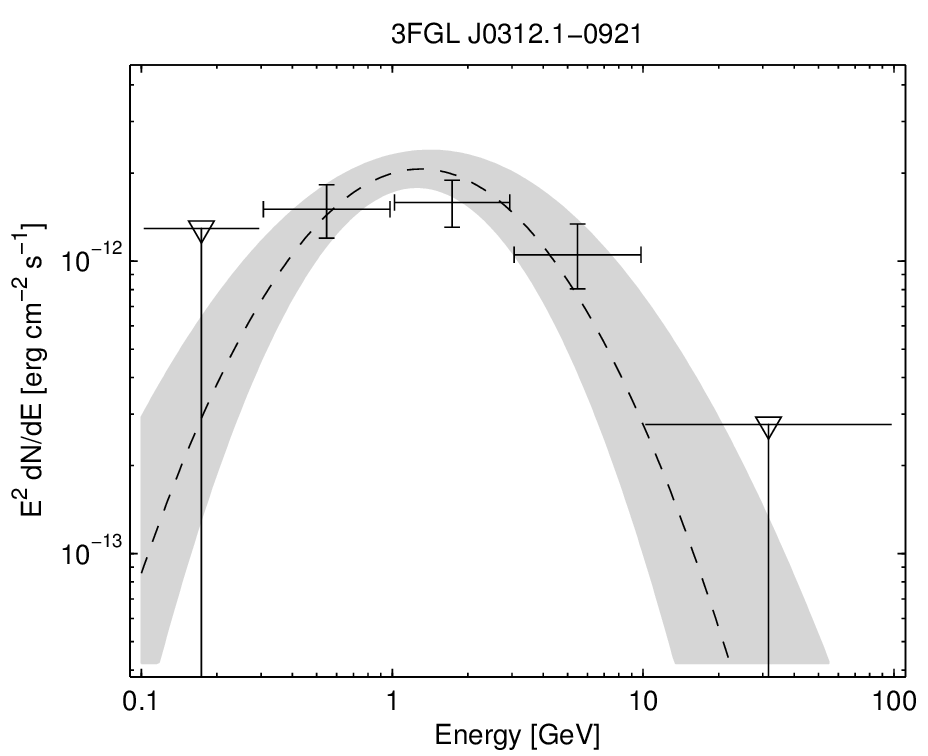 3FGL J0312.1−0921
E² dN/dE [erg cm⁻² s⁻¹]
10⁻¹²
10⁻¹³
0.1 1 10 100
Energy [GeV]